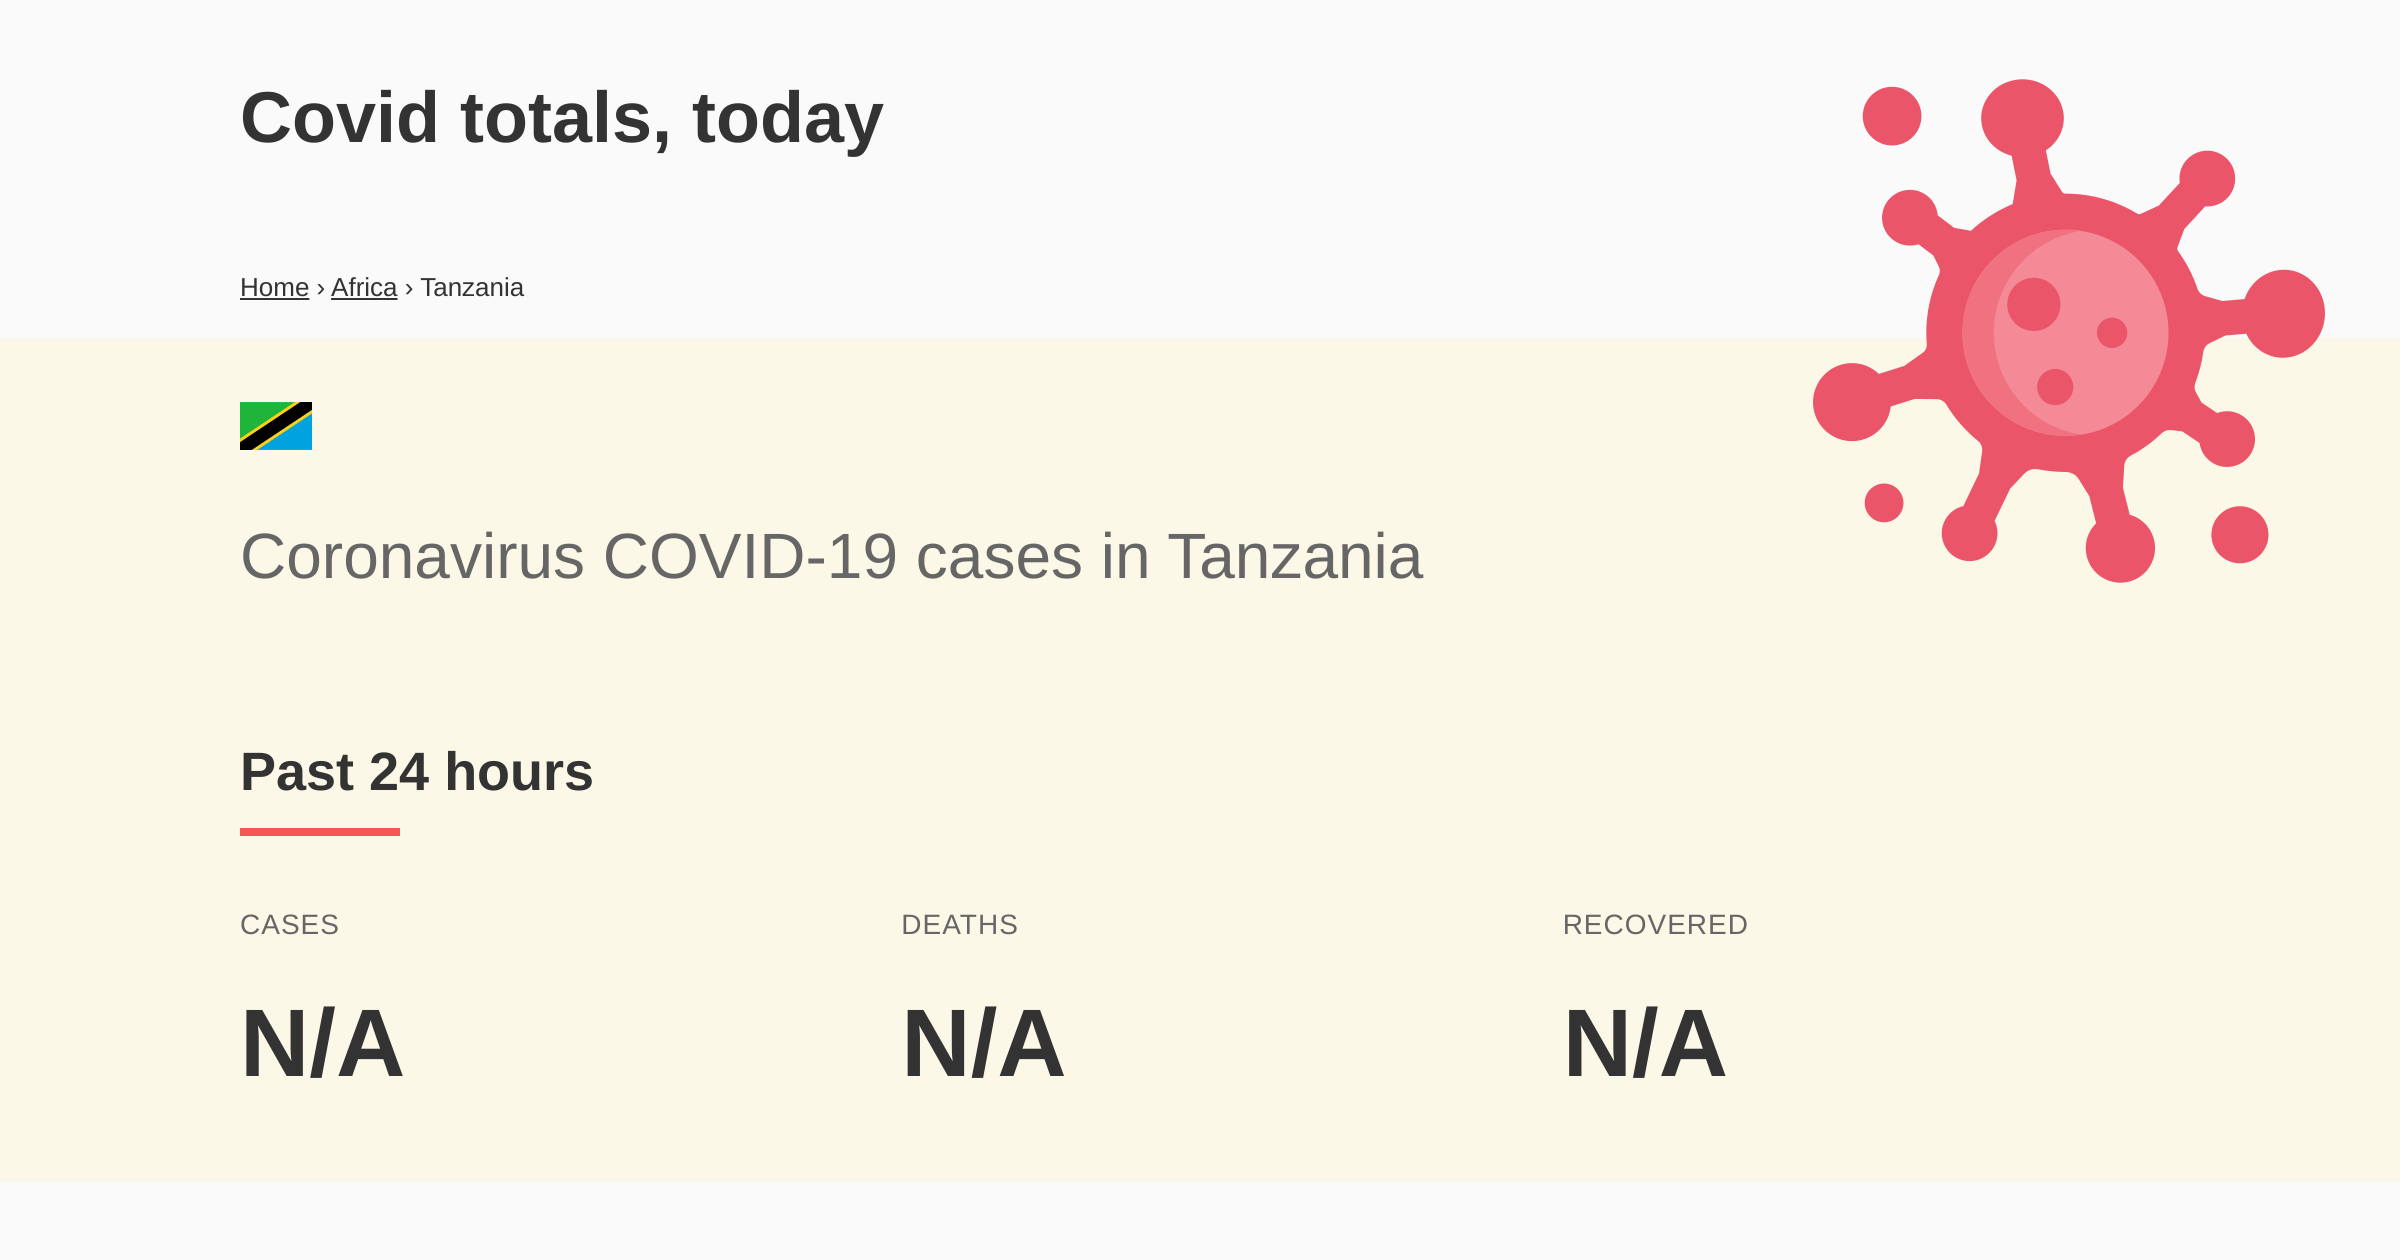 Covid totals, today
Home › Africa › Tanzania
Coronavirus COVID-19 cases in Tanzania
Past 24 hours
CASES DEATHS RECOVERED
N/A N/A N/A